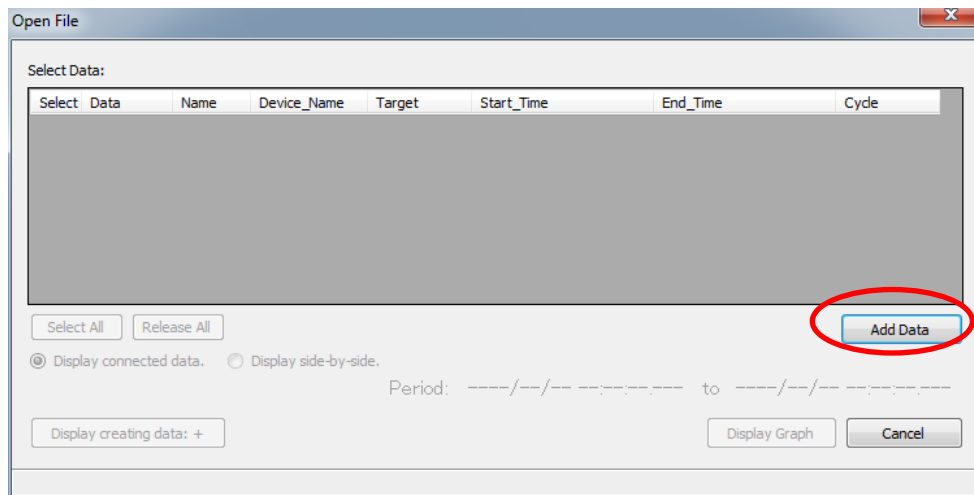 Open File
Select Data:
Select Data Name Device_Name Target Start_Time End_Time Cycle
Select All Release All Add Data
Display connected data. Display side-by-side.
Period: ----/--/-- --:--:--.--- to ----/--/-- --:--:--.---
Display creating data: + Display Graph Cancel